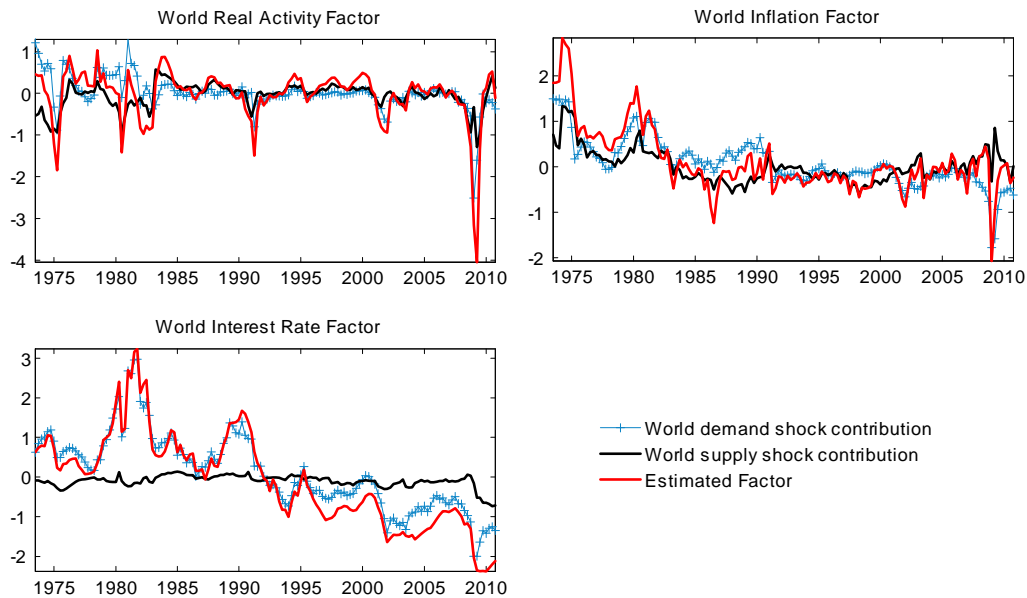 World Real Activity Factor
1
0
-1
-2
-3
-4
1975 1980 1985 1990 1995 2000 2005 2010
World Inflation Factor
2
1
0
-1
-2
1975 1980 1985 1990 1995 2000 2005 2010
World Interest Rate Factor
3
2
1
0
-1
-2
1975 1980 1985 1990 1995 2000 2005 2010
World demand shock contribution
World supply shock contribution
Estimated Factor